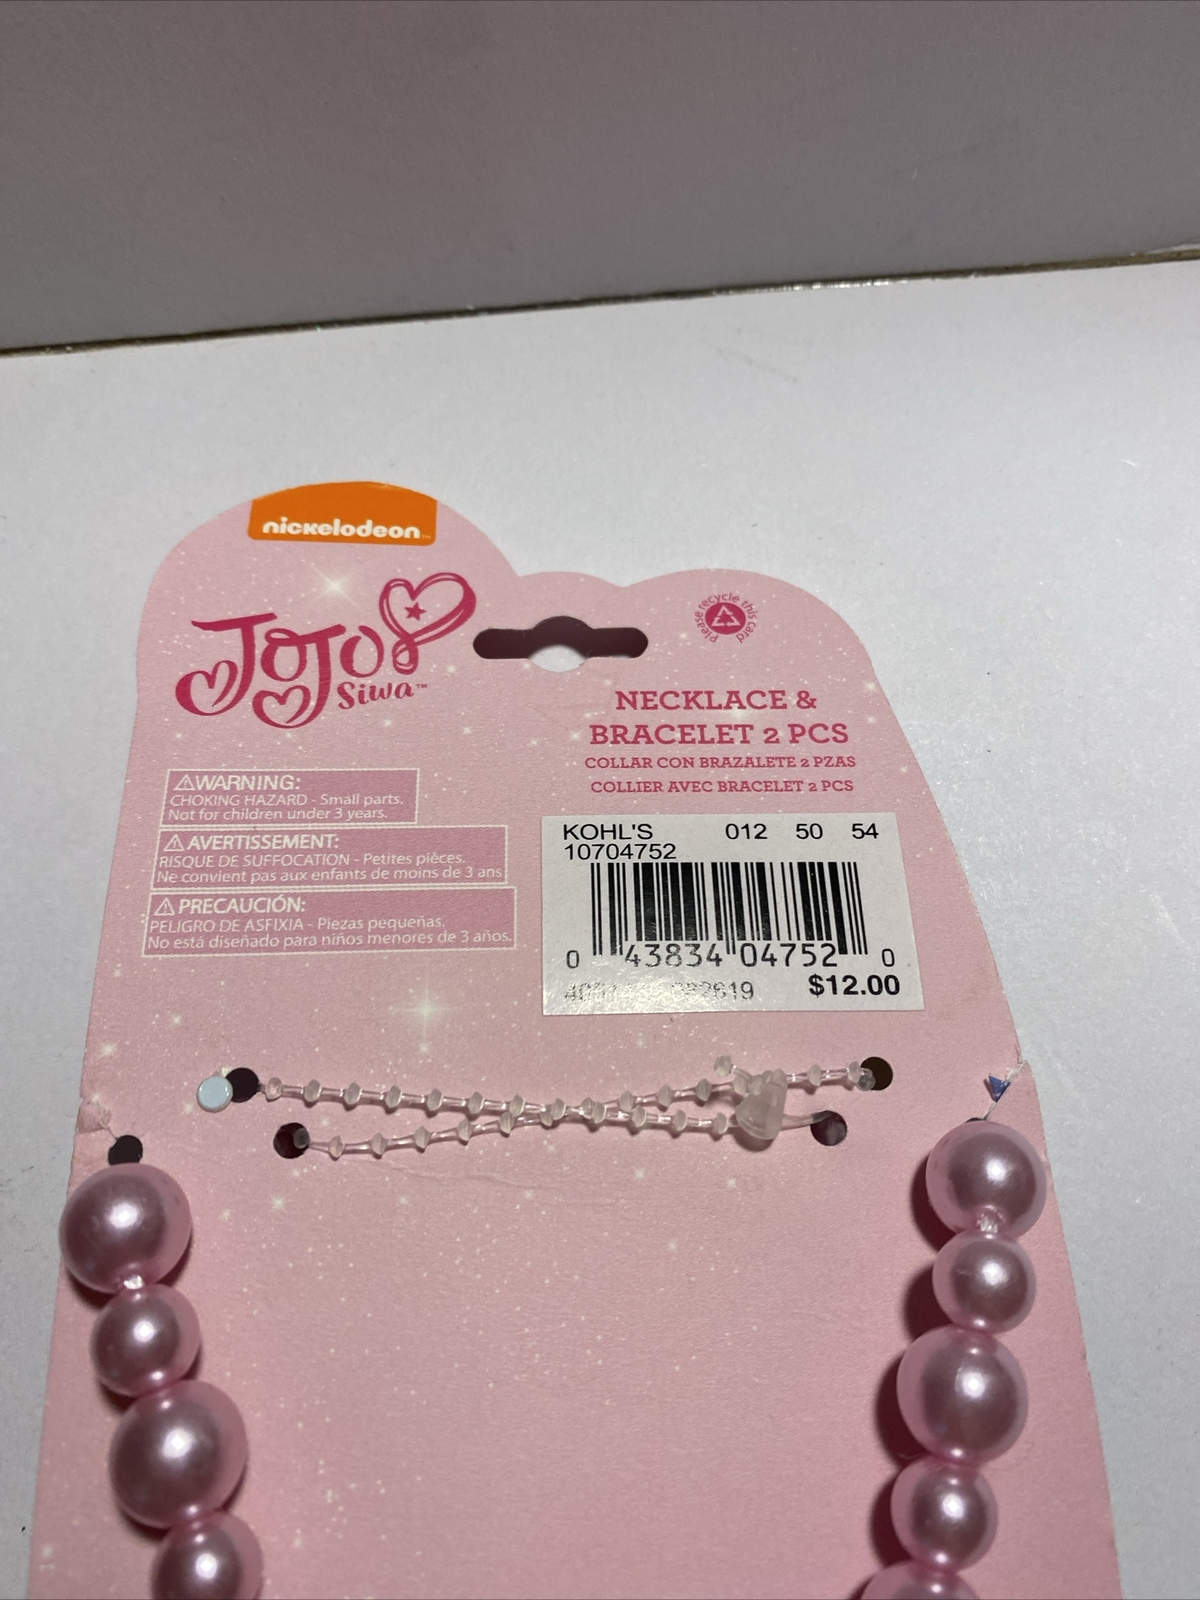 nickelodeon™
JoJo
Siwa™
please recycle this card
NECKLACE &
BRACELET 2 PCS
COLLAR CON BRAZALETE 2 PZAS
COLLIER AVEC BRACELET 2 PCS
⚠WARNING:
CHOKING HAZARD - Small parts.
Not for children under 3 years.
⚠ AVERTISSEMENT:
RISQUE DE SUFFOCATION - Petites pièces.
Ne convient pas aux enfants de moins de 3 ans
⚠ PRECAUCIÓN:
PELIGRO DE ASFIXIA - Piezas pequeñas.
No está diseñado para niños menores de 3 años.
KOHL'S 012 50 54
10704752
0 43834 04752 0
$12.00